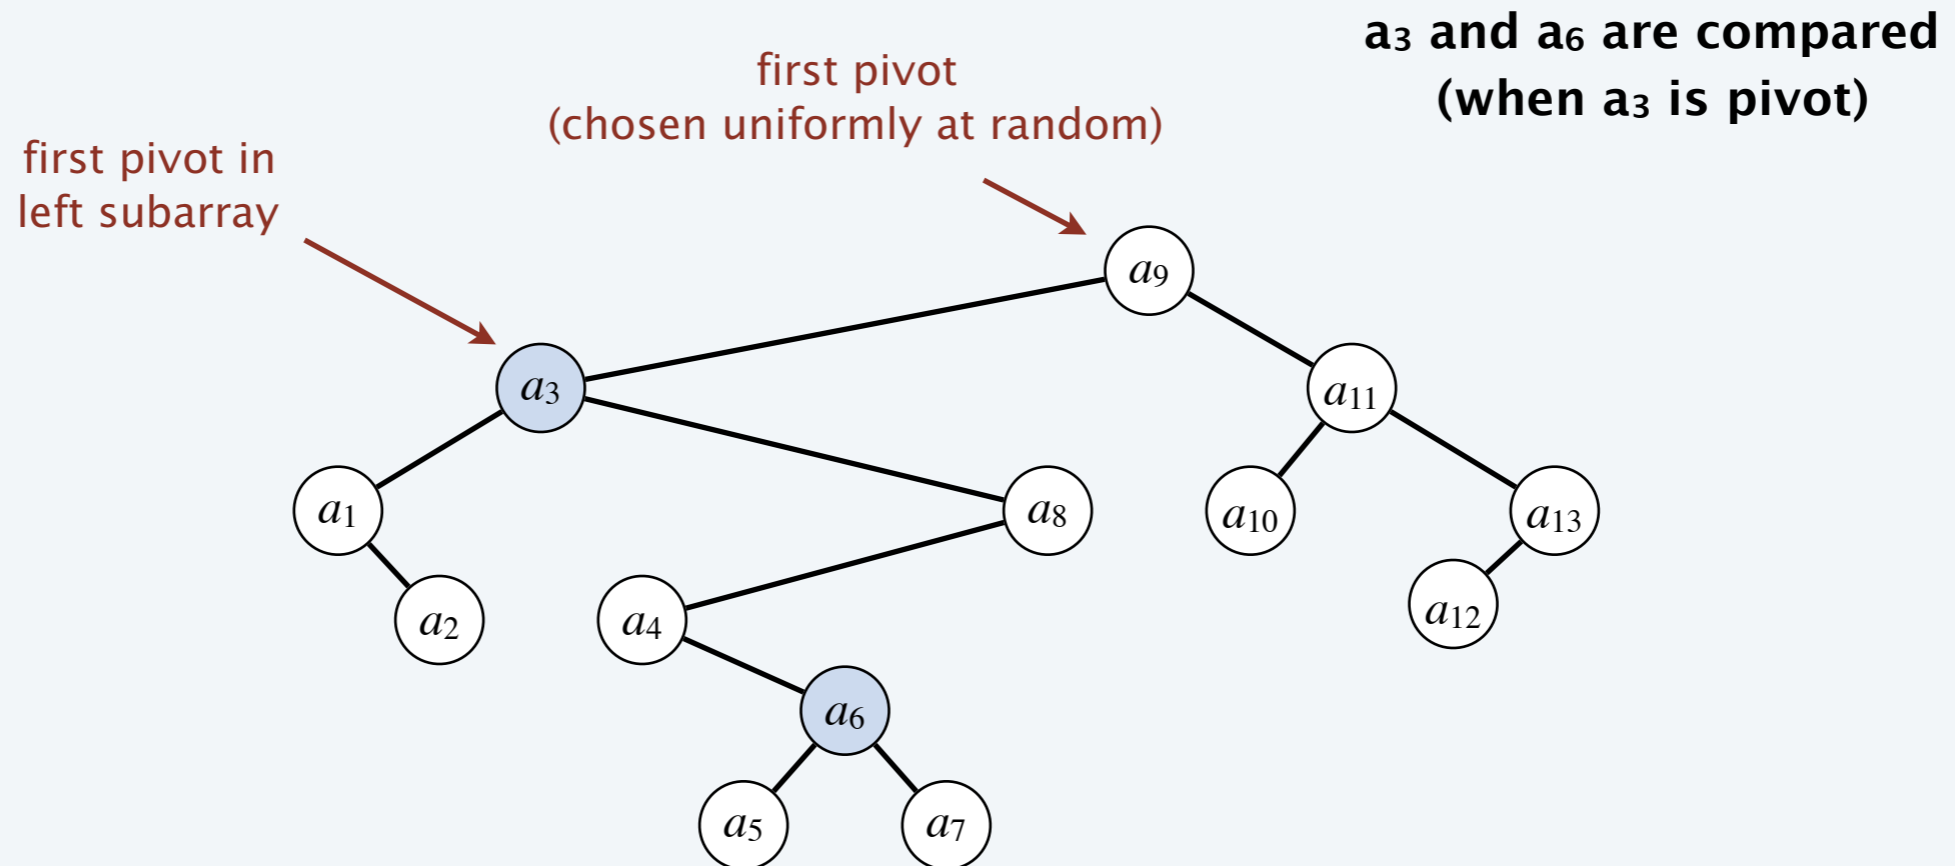 a₃ and a₆ are compared
(when a₃ is pivot)
first pivot
(chosen uniformly at random)
first pivot in
left subarray
a₉
a₃
a₁₁
a₁
a₈
a₁₀
a₁₃
a₂
a₄
a₁₂
a₆
a₅
a₇